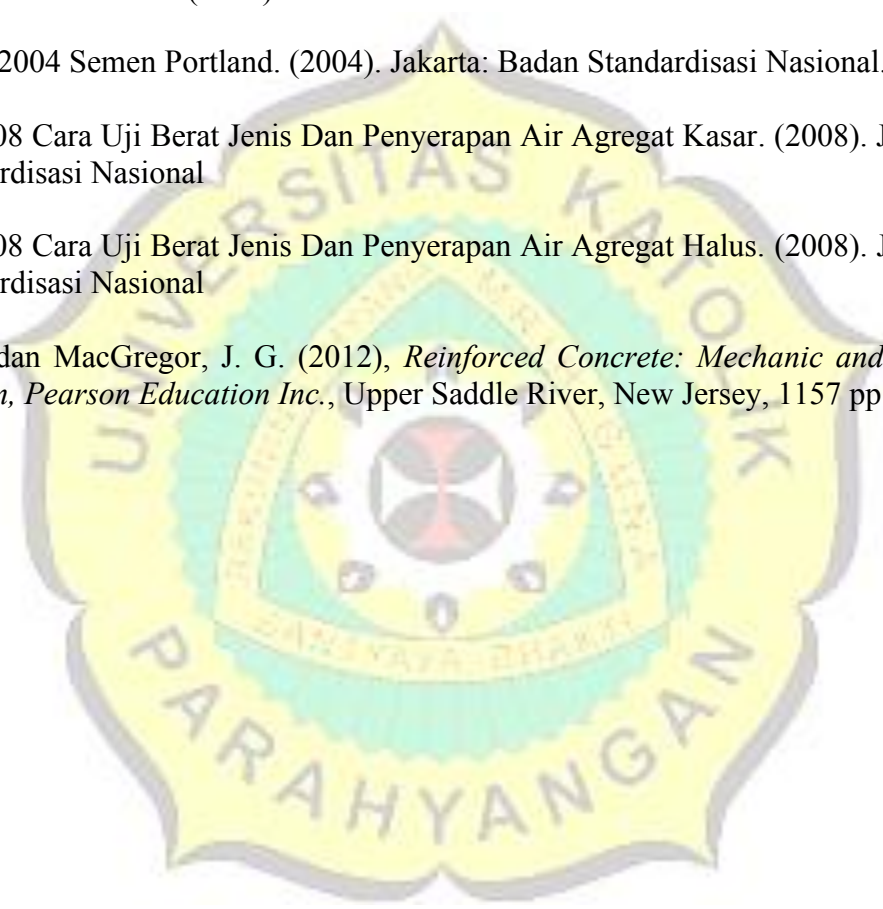 2004 Semen Portland. (2004). Jakarta: Badan Standardisasi Nasional.
08 Cara Uji Berat Jenis Dan Penyerapan Air Agregat Kasar. (2008). J
rdisasi Nasional
08 Cara Uji Berat Jenis Dan Penyerapan Air Agregat Halus. (2008). J
rdisasi Nasional
dan MacGregor, J. G. (2012), Reinforced Concrete: Mechanic and
n, Pearson Education Inc., Upper Saddle River, New Jersey, 1157 pp
UNIVERSITAS KATOLIK
PARAHYANGAN